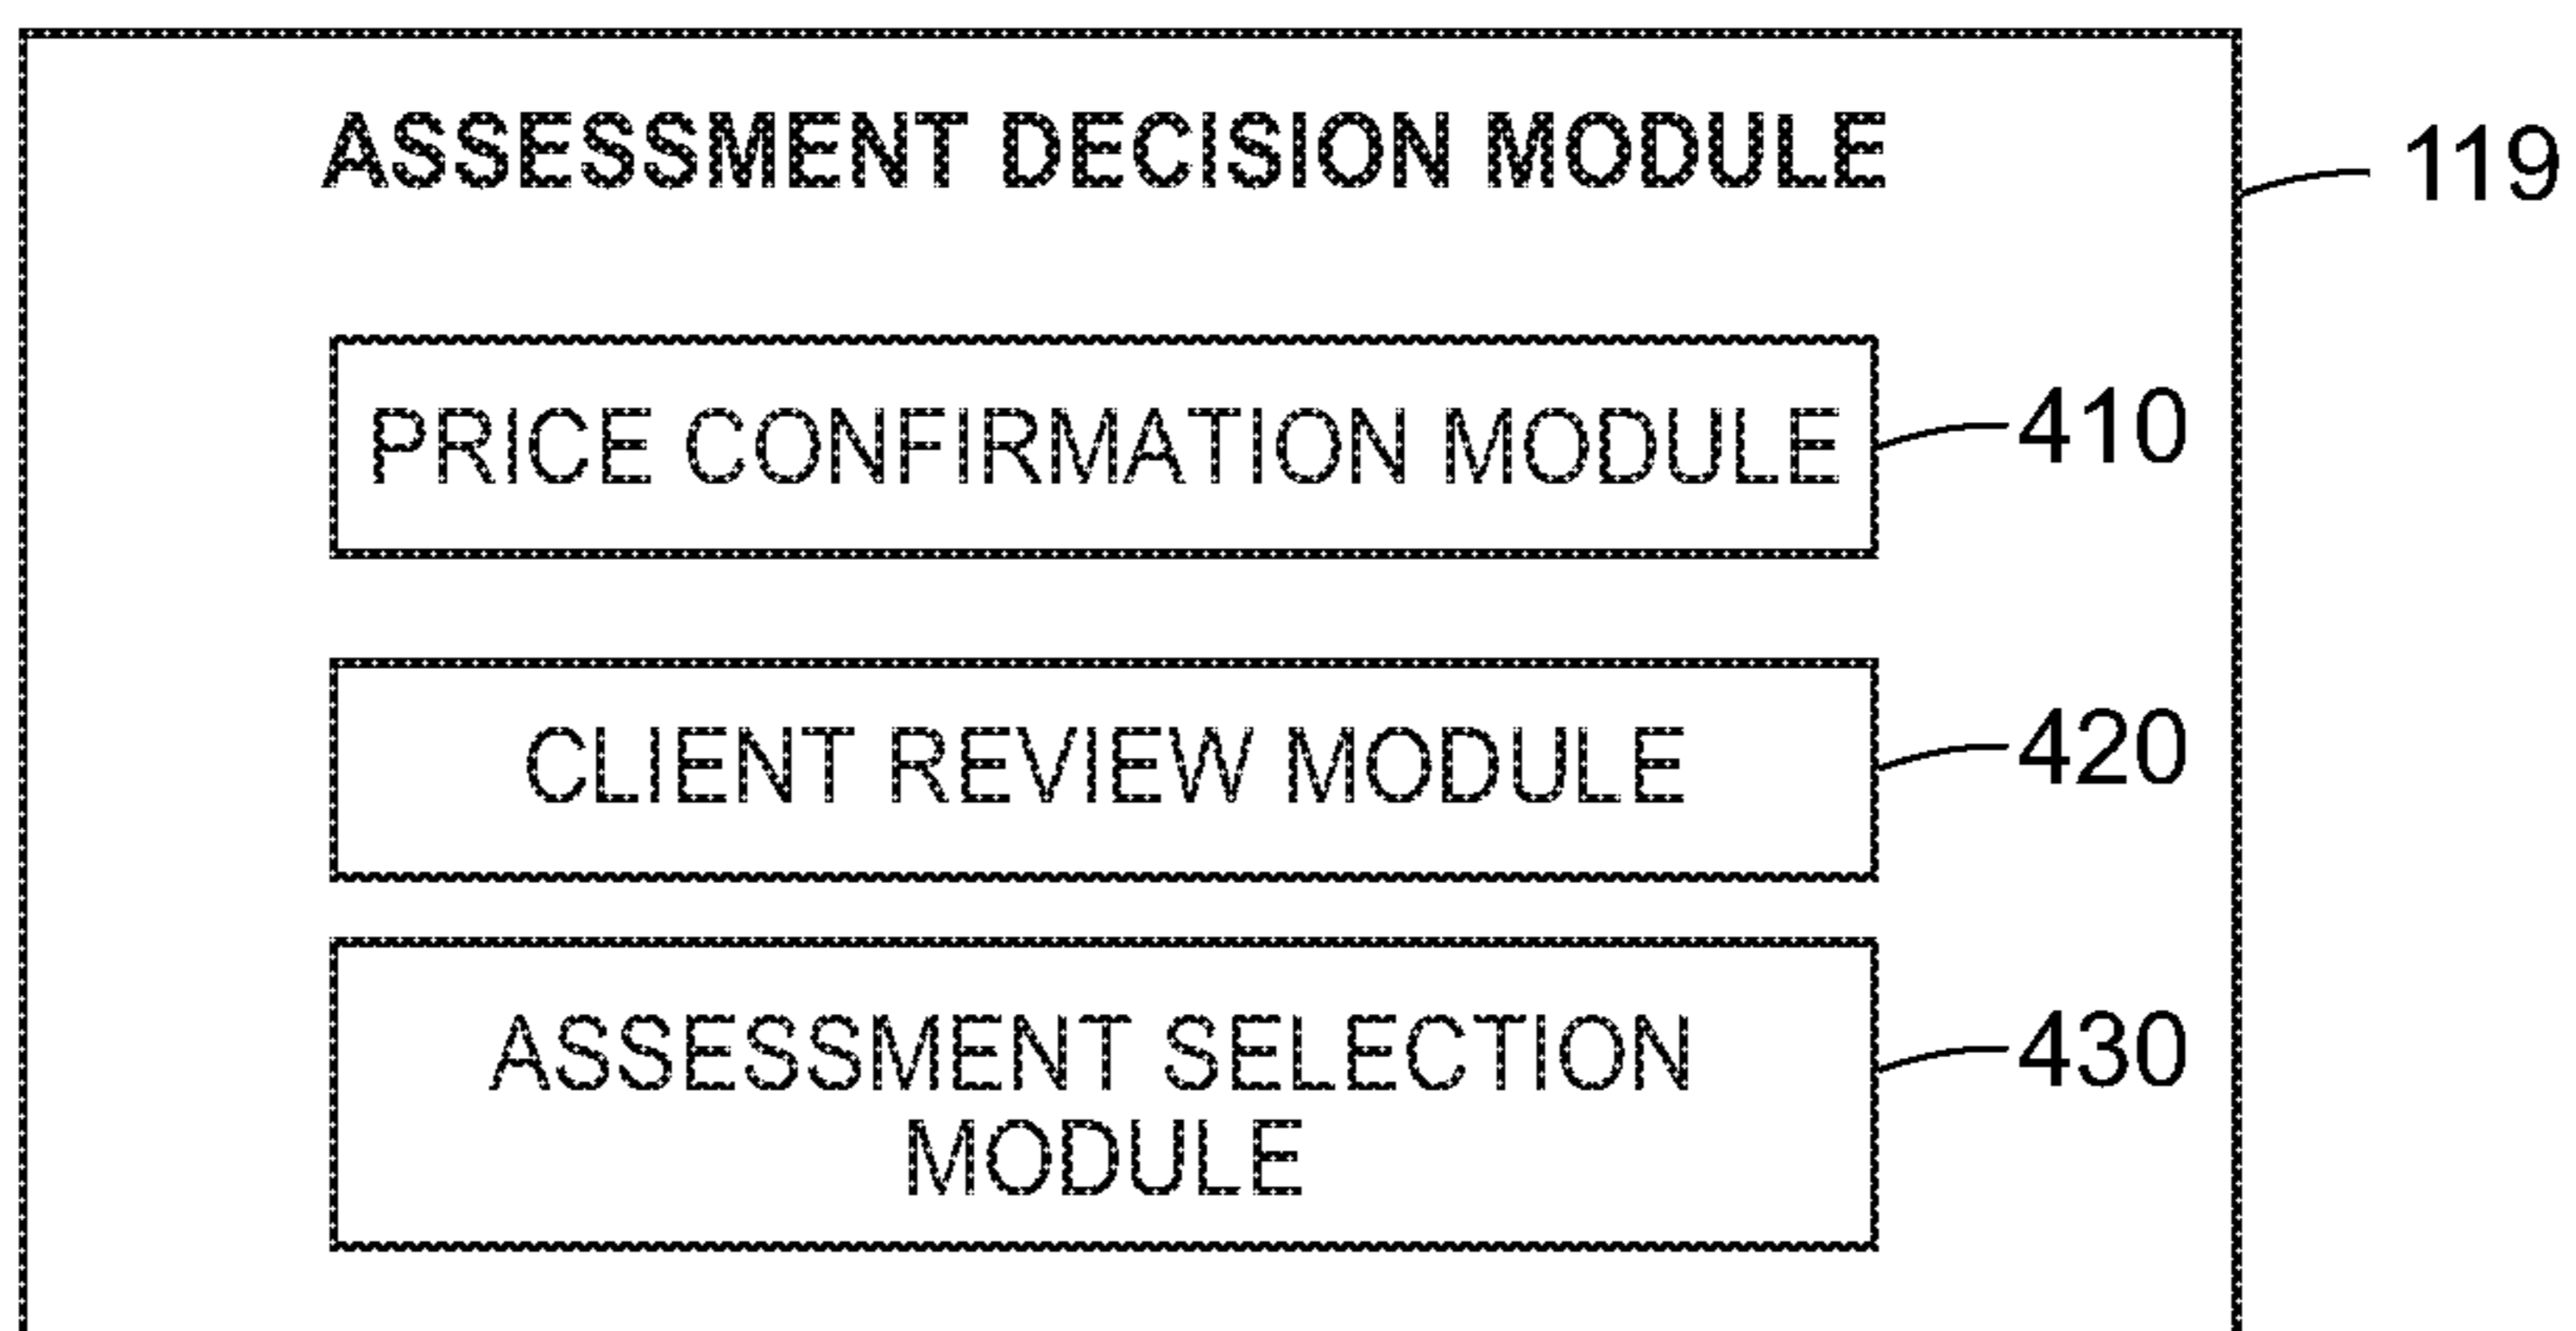 ASSESSMENT DECISION MODULE
119
PRICE CONFIRMATION MODULE
410
CLIENT REVIEW MODULE
420
ASSESSMENT SELECTION
MODULE
430